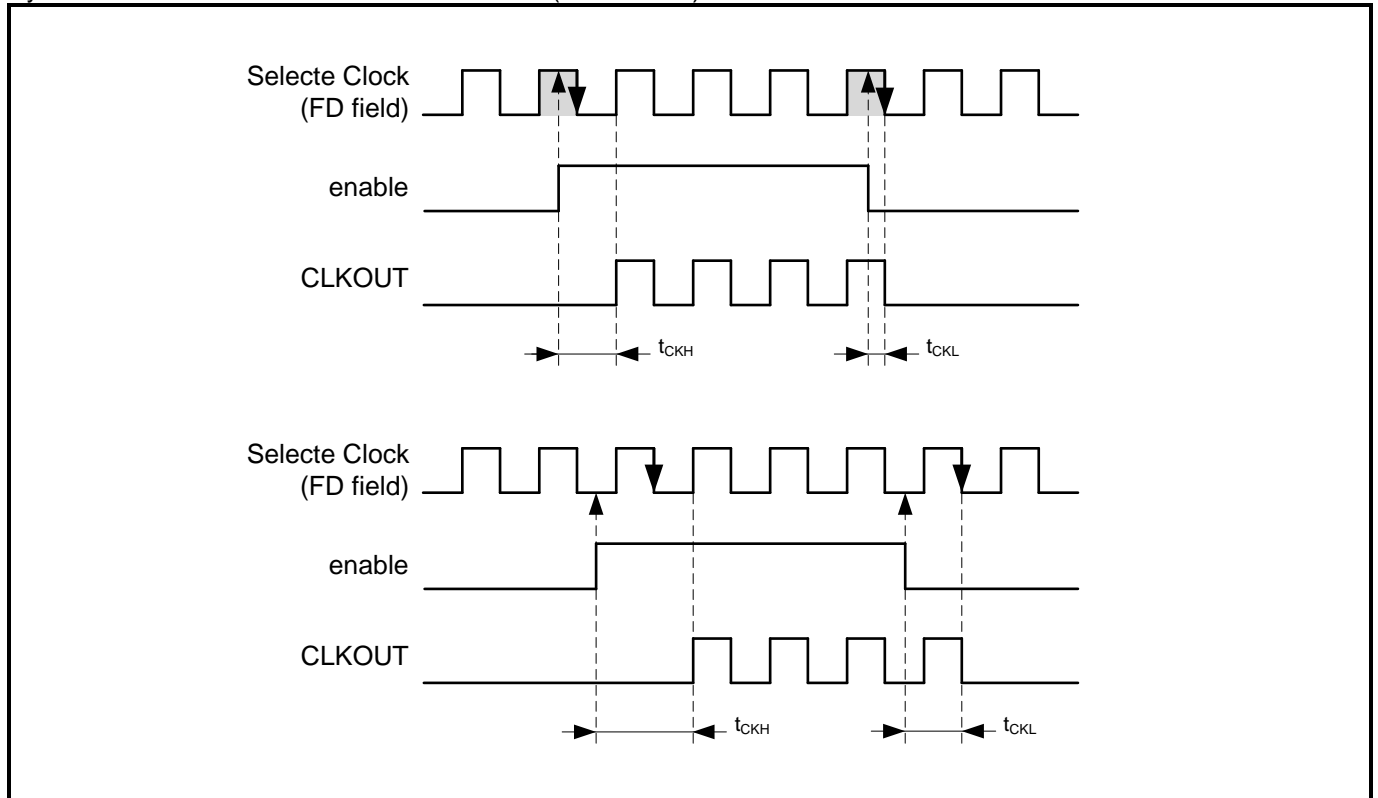 Selecte Clock
(FD field)
enable
CLKOUT
tCKH
tCKL
Selecte Clock
(FD field)
enable
CLKOUT
tCKH
tCKL